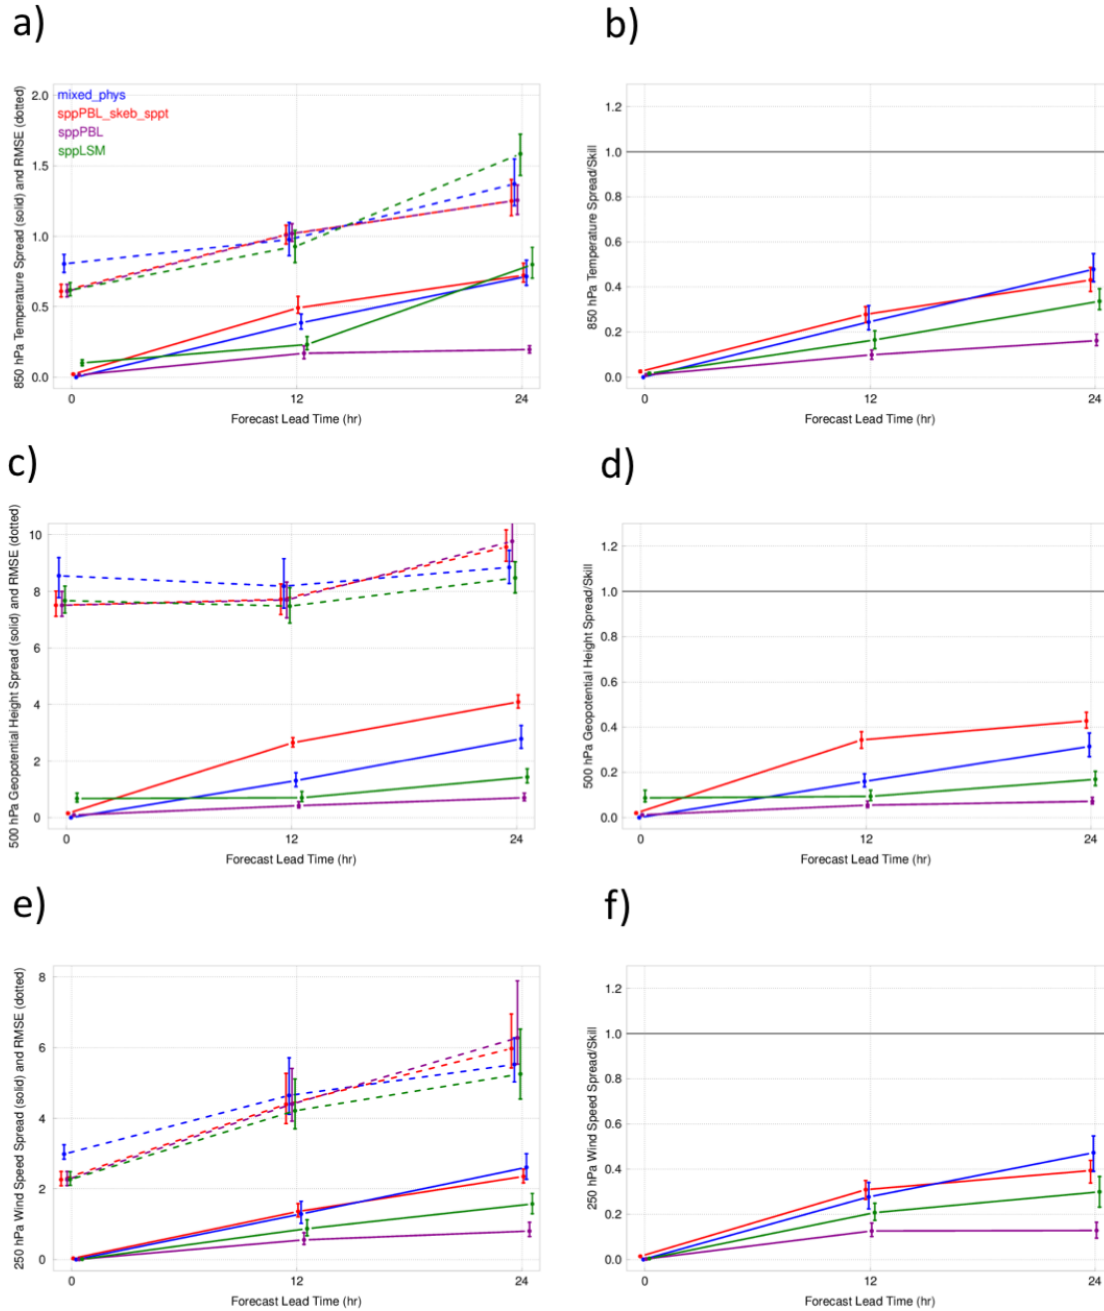 a)
850 hPa Temperature Spread (solid) and RMSE (dotted)
2.0
1.5
1.0
0.5
0.0
mixed_phys
sppPBL_skeb_sppt
sppPBL
sppLSM
0 12 24
Forecast Lead Time (hr)
b)
850 hPa Temperature Spread/Skill
1.2
1.0
0.8
0.6
0.4
0.2
0.0
0 12 24
Forecast Lead Time (hr)
c)
500 hPa Geopotential Height Spread (solid) and RMSE (dotted)
10
8
6
4
2
0
0 12 24
Forecast Lead Time (hr)
d)
500 hPa Geopotential Height Spread/Skill
1.2
1.0
0.8
0.6
0.4
0.2
0.0
0 12 24
Forecast Lead Time (hr)
e)
250 hPa Wind Speed Spread (solid) and RMSE (dotted)
8
6
4
2
0
0 12 24
Forecast Lead Time (hr)
f)
250 hPa Wind Speed Spread/Skill
1.2
1.0
0.8
0.6
0.4
0.2
0.0
0 12 24
Forecast Lead Time (hr)